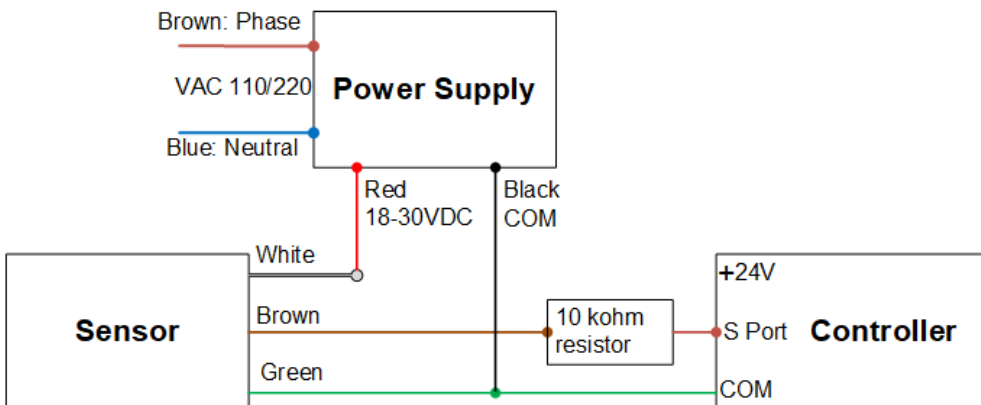 Brown: Phase
VAC 110/220
Power Supply
Blue: Neutral
Red
18-30VDC
Black
COM
White
+24V
Sensor
Brown
10 kohm
resistor
S Port
Controller
Green
COM